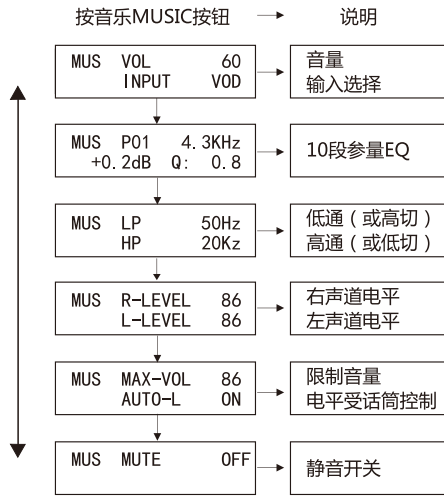 按音乐MUSIC按钮 说明
MUS VOL 60 音量
INPUT VOD 输入选择
MUS P01 4.3KHz 10段参量EQ
+0.2dB Q: 0.8
MUS LP 50Hz 低通（或高切）
HP 20Kz 高通（或低切）
MUS R-LEVEL 86 右声道电平
L-LEVEL 86 左声道电平
MUS MAX-VOL 86 限制音量
AUTO-L ON 电平受话筒控制
MUS MUTE OFF 静音开关